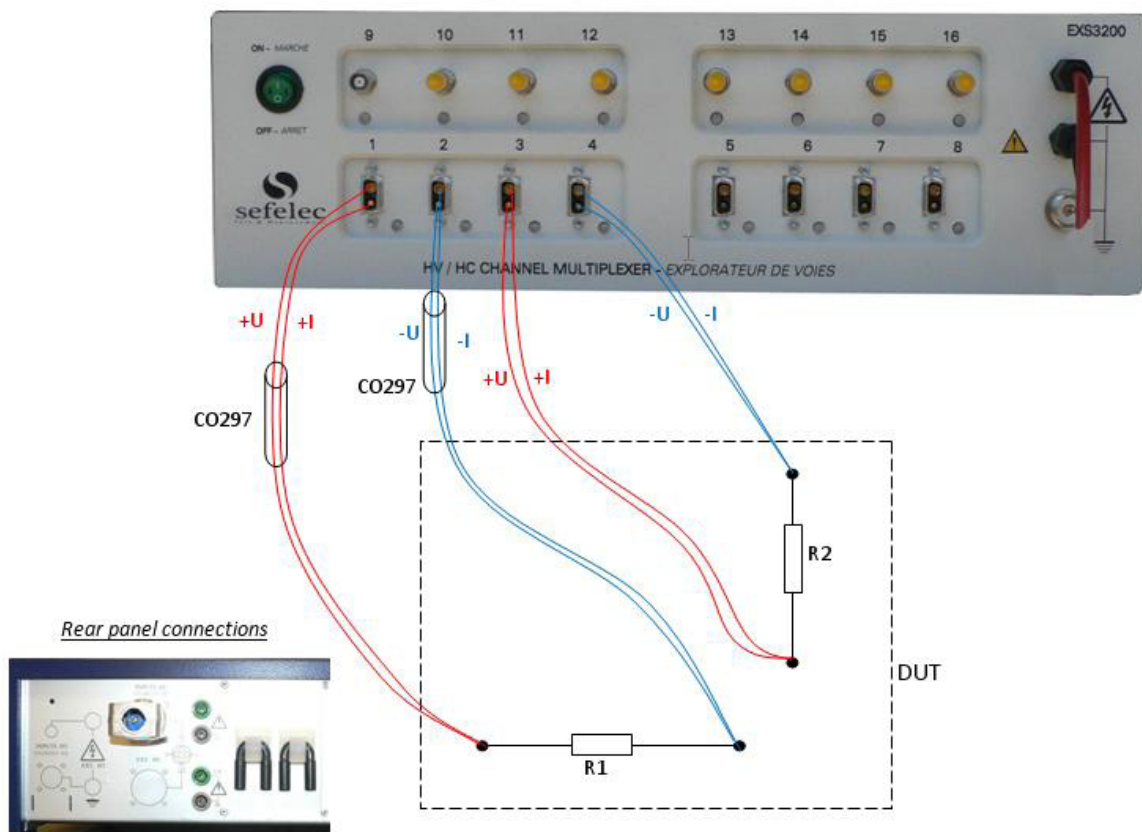 EXS3200
9 10 11 12 13 14 15 16
ON – MARCHE
OFF – ARRET
1 2 3 4 5 6 7 8
sefelec
HV / HC CHANNEL MULTIPLEXER - EXPLORATEUR DE VOIES
+U +I
-U -I
-U -I
+U +I
CO297
CO297
R2
Rear panel connections
DUT
R1